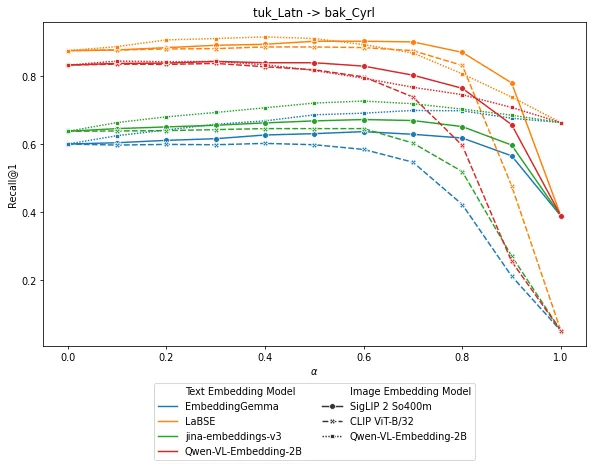 tuk_Latn -> bak_Cyrl
Recall@1
0.8
0.6
0.4
0.2
0.0 0.2 0.4 0.6 0.8 1.0
α
Text Embedding Model Image Embedding Model
EmbeddingGemma SigLIP 2 So400m
LaBSE CLIP ViT-B/32
jina-embeddings-v3 Qwen-VL-Embedding-2B
Qwen-VL-Embedding-2B